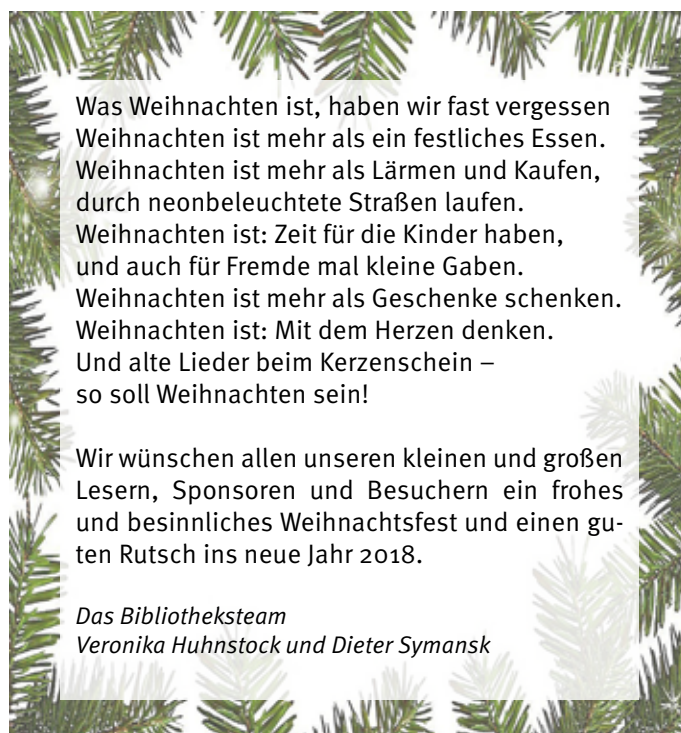 Was Weihnachten ist, haben wir fast vergessen
Weihnachten ist mehr als ein festliches Essen.
Weihnachten ist mehr als Lärmen und Kaufen,
durch neonbeleuchtete Straßen laufen.
Weihnachten ist: Zeit für die Kinder haben,
und auch für Fremde mal kleine Gaben.
Weihnachten ist mehr als Geschenke schenken.
Weihnachten ist: Mit dem Herzen denken.
Und alte Lieder beim Kerzenschein –
so soll Weihnachten sein!

Wir wünschen allen unseren kleinen und großen
Lesern, Sponsoren und Besuchern ein frohes
und besinnliches Weihnachtsfest und einen gu-
ten Rutsch ins neue Jahr 2018.

Das Bibliotheksteam
Veronika Huhnstock und Dieter Symansk